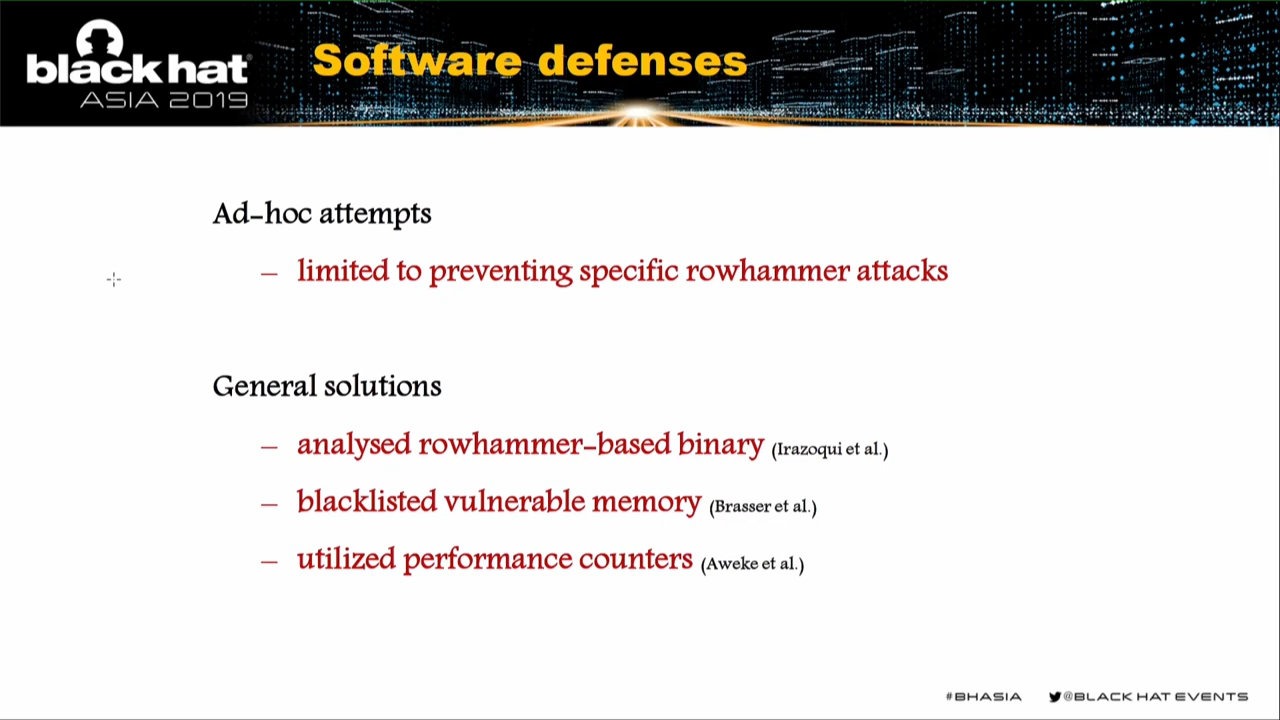 black hat
ASIA 2019
Software defenses
Ad-hoc attempts
– limited to preventing specific rowhammer attacks
General solutions
– analysed rowhammer-based binary (Irazoqui et al.)
– blacklisted vulnerable memory (Brasser et al.)
– utilized performance counters (Aweke et al.)
#BHASIA @BLACK HAT EVENTS